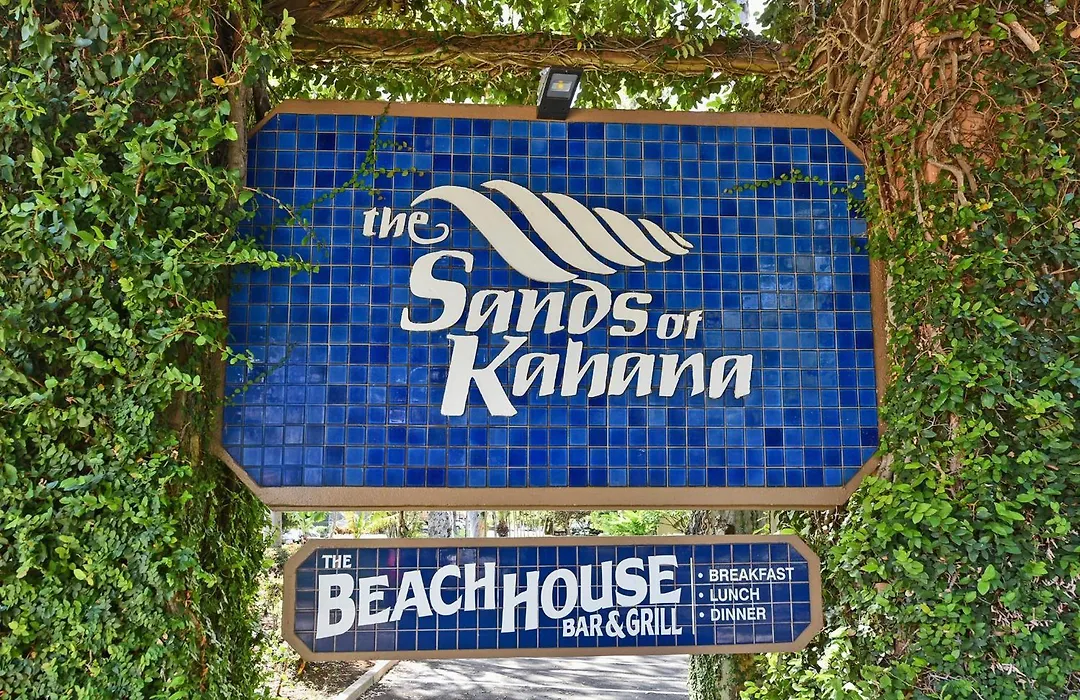 the
Sands of
Kahana
THE
BEACH HOUSE
BAR & GRILL
• BREAKFAST
• LUNCH
• DINNER